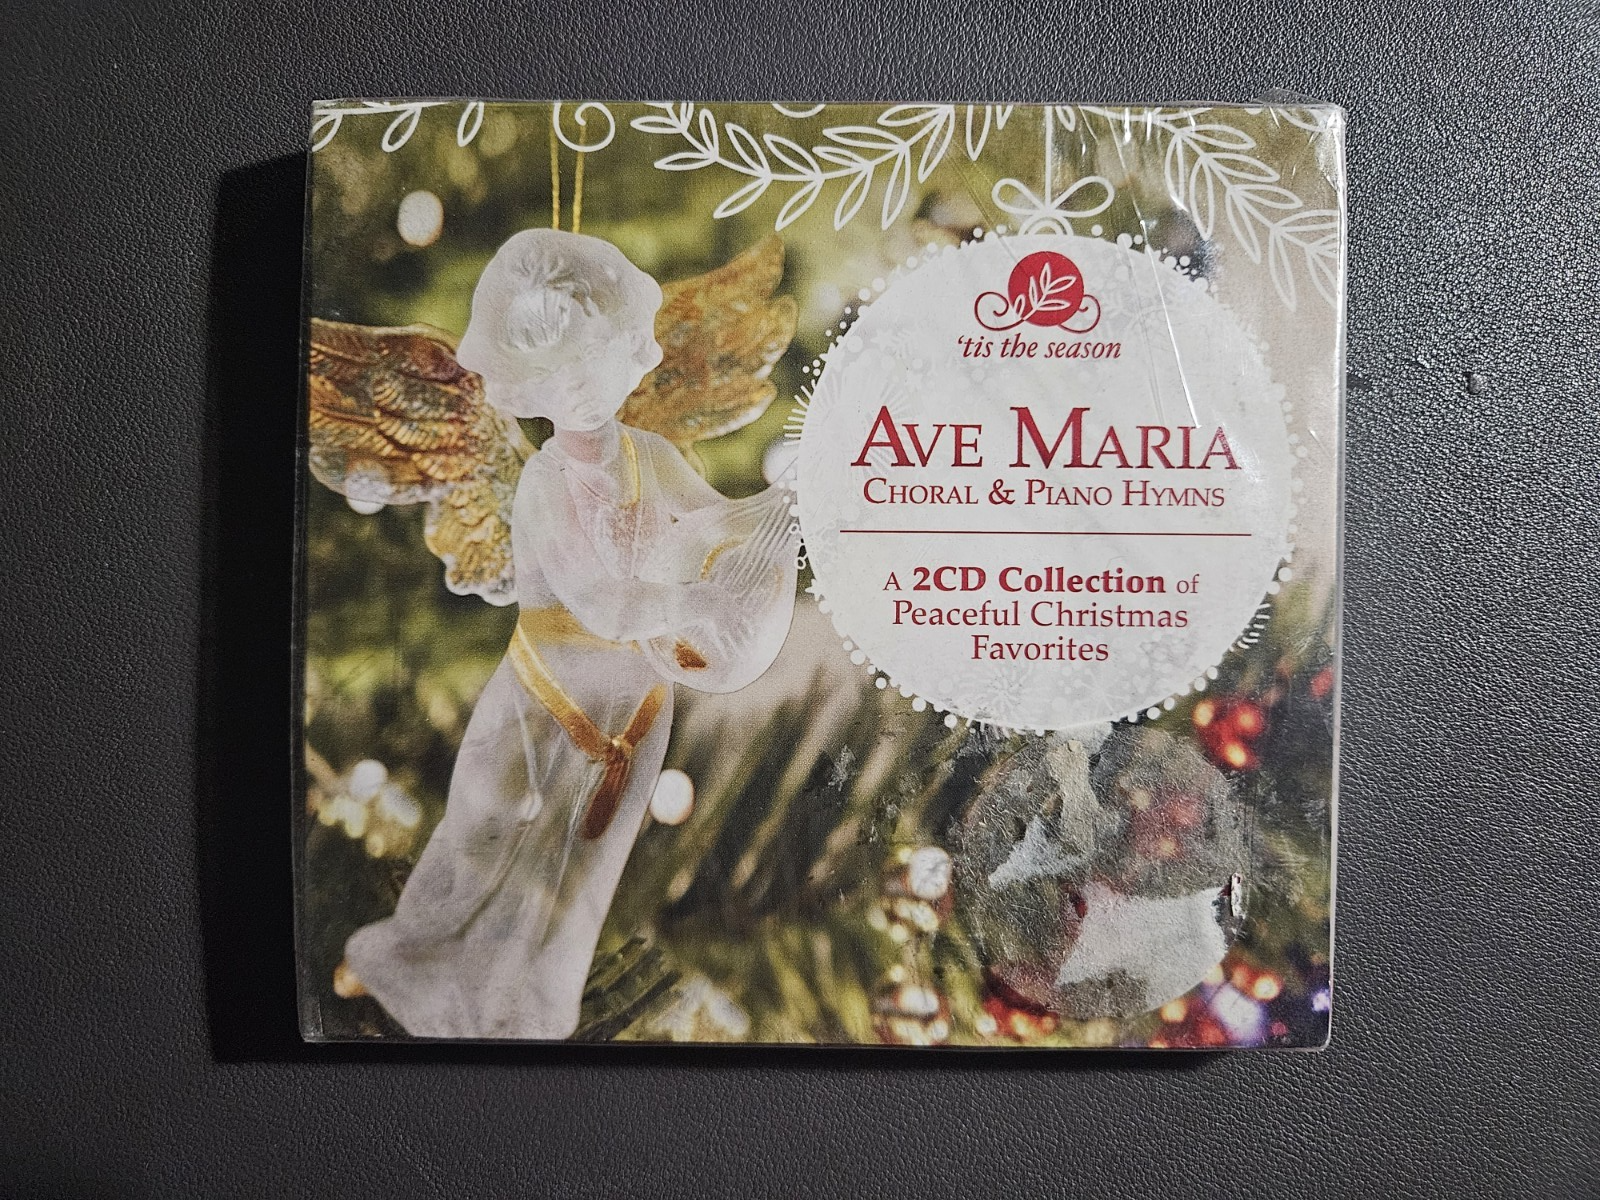 ‘tis the season
AVE MARIA
CHORAL & PIANO HYMNS
A 2CD Collection of
Peaceful Christmas
Favorites